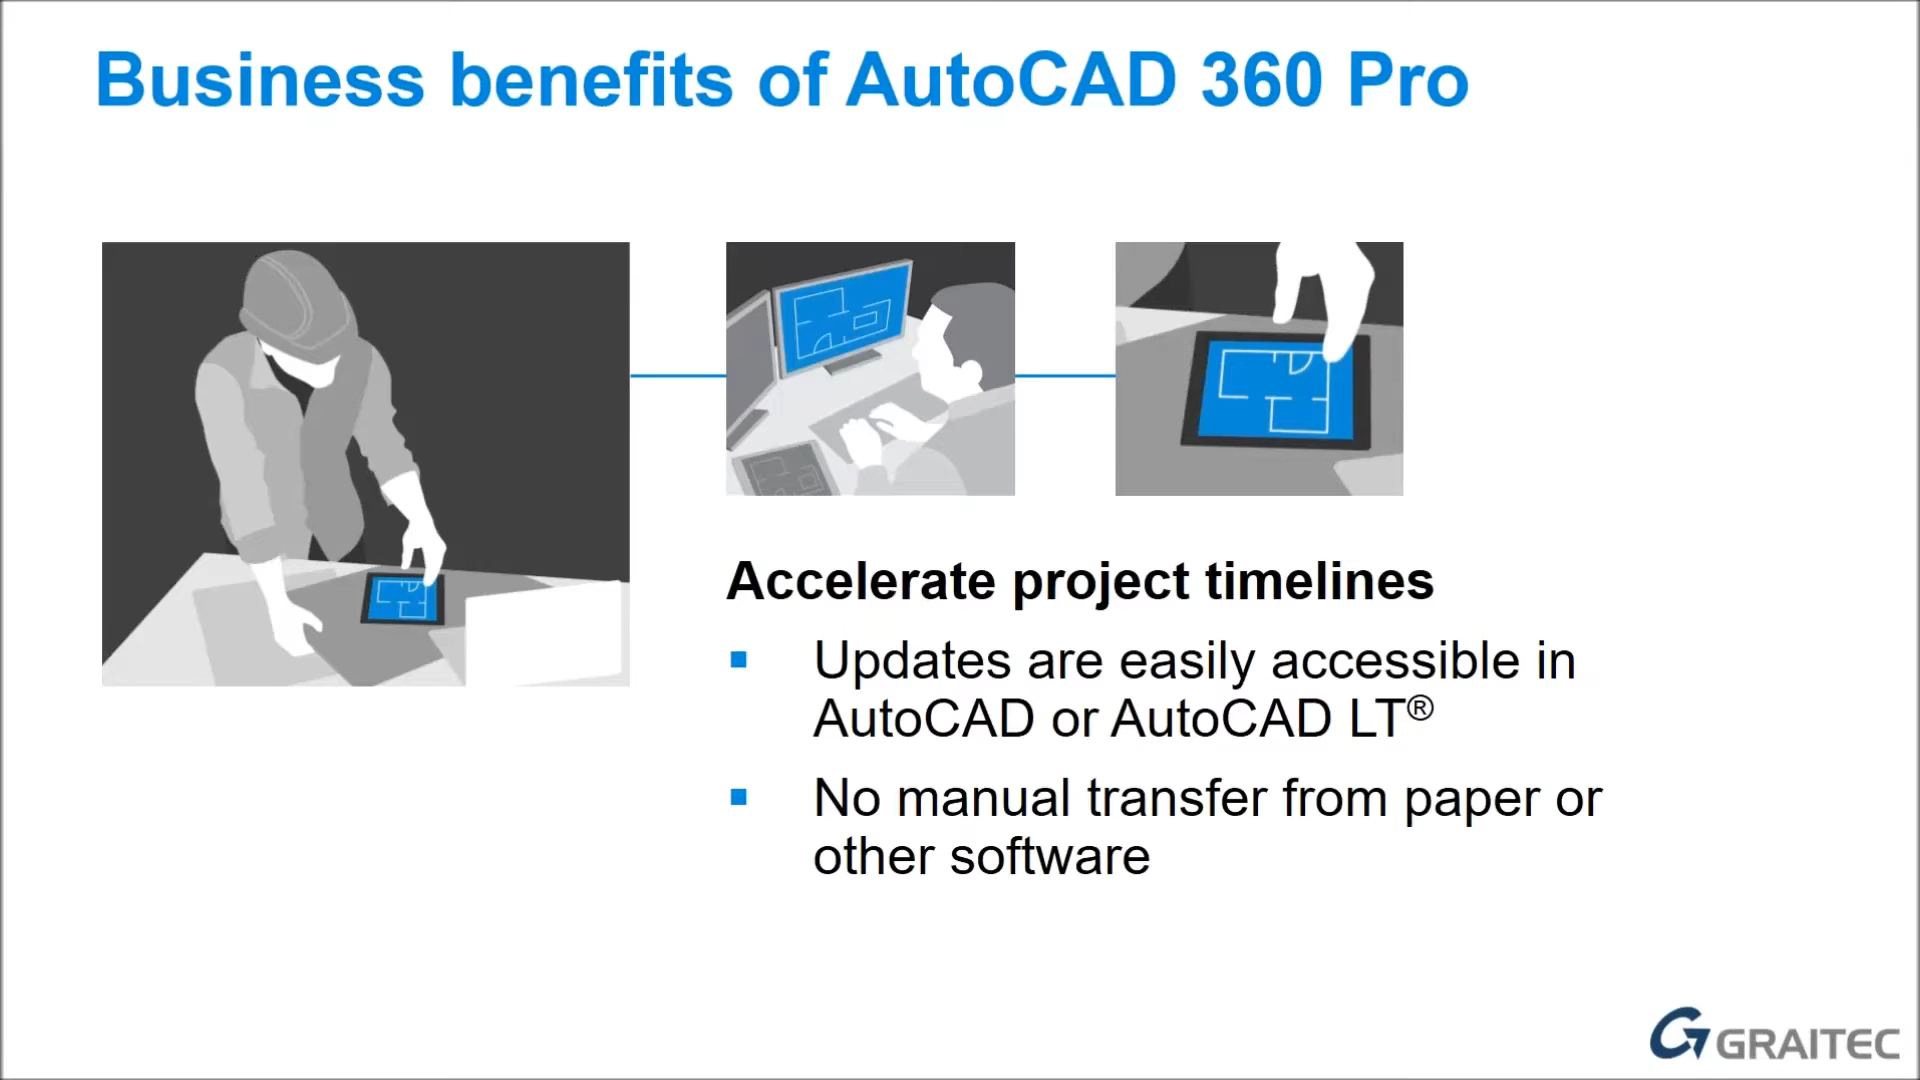 Business benefits of AutoCAD 360 Pro
Accelerate project timelines
▪ Updates are easily accessible in
AutoCAD or AutoCAD LT®
▪ No manual transfer from paper or
other software
GRAITEC